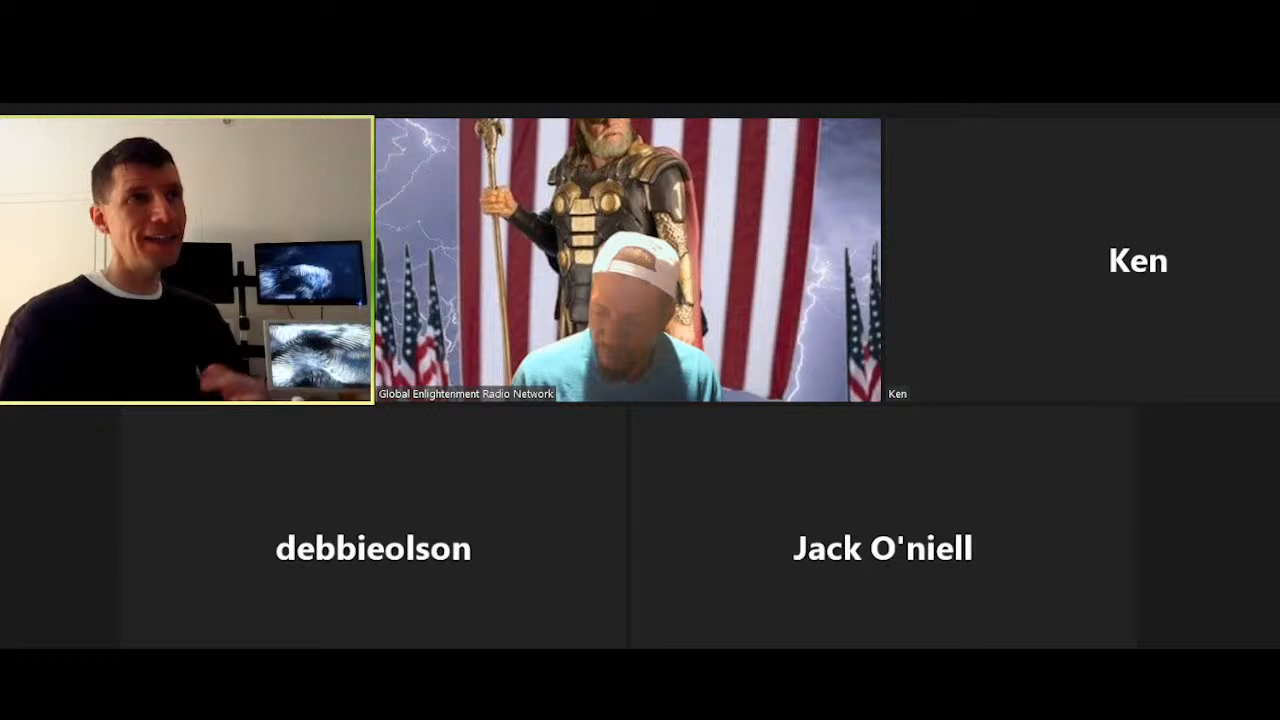 Ken
Global Enlightenment Radio Network
Ken
debbieolson
Jack O'niell